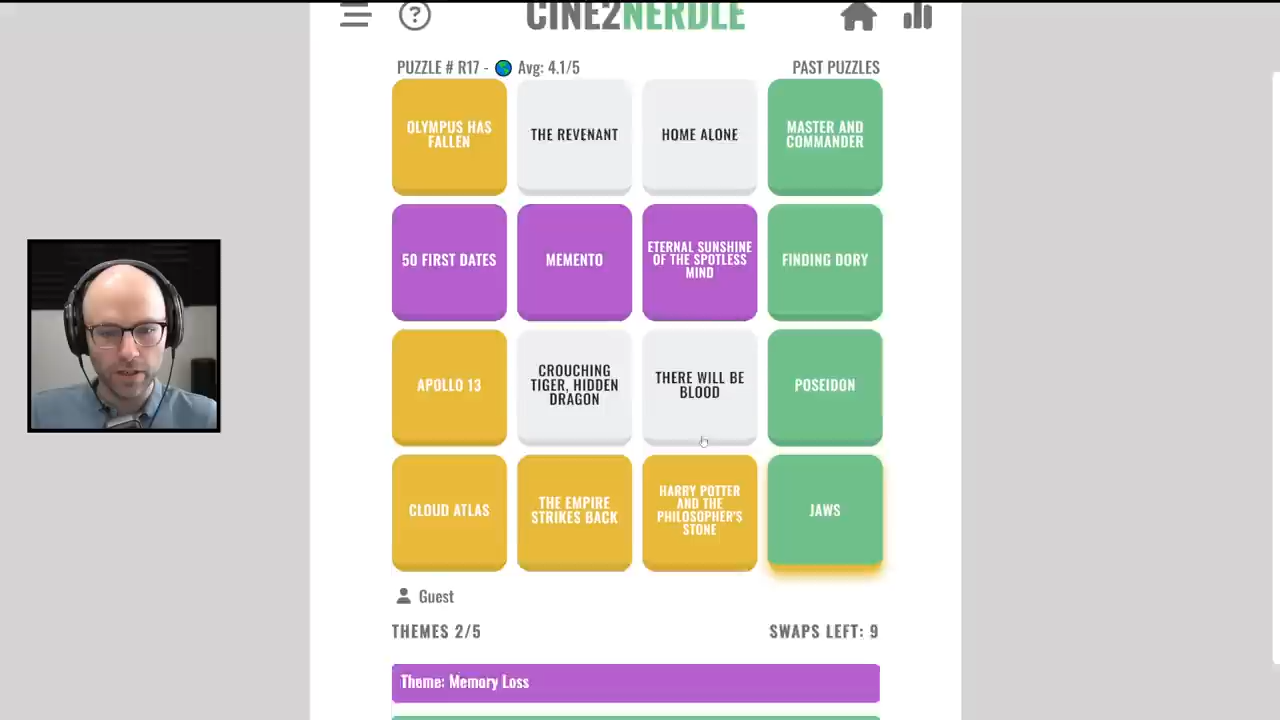 ?
CINE2NERDLE
PUZZLE # R17 - Avg: 4.1/5
PAST PUZZLES
OLYMPUS HAS
FALLEN
THE REVENANT
HOME ALONE
MASTER AND
COMMANDER
50 FIRST DATES
MEMENTO
ETERNAL SUNSHINE
OF THE SPOTLESS
MIND
FINDING DORY
APOLLO 13
CROUCHING
TIGER, HIDDEN
DRAGON
THERE WILL BE
BLOOD
POSEIDON
CLOUD ATLAS
THE EMPIRE
STRIKES BACK
HARRY POTTER
AND THE
PHILOSOPHER'S
STONE
JAWS
Guest
THEMES 2/5
SWAPS LEFT: 9
Theme: Memory Loss